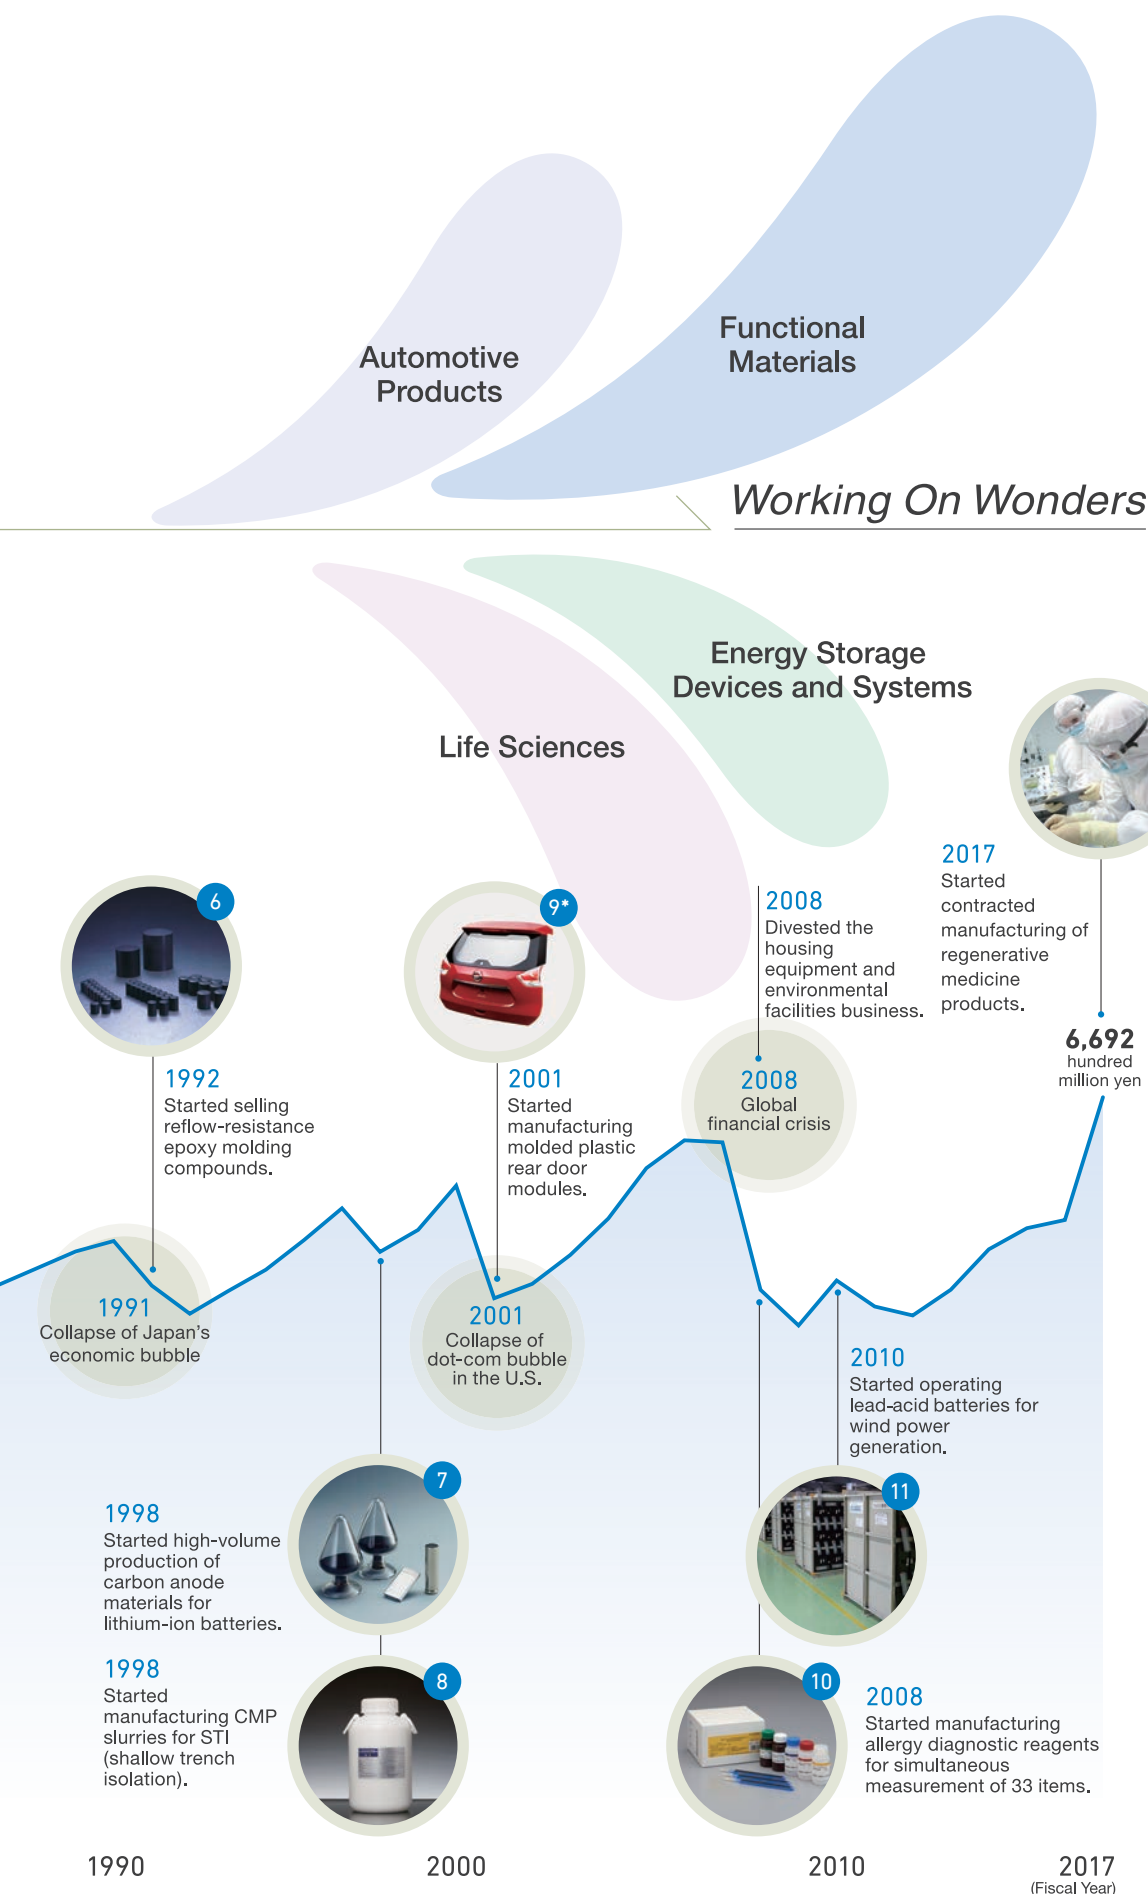 Functional
Materials
Automotive
Products
Working On Wonders
Energy Storage
Devices and Systems
Life Sciences
6
1992
Started selling
reflow-resistance
epoxy molding
compounds.
9*
2001
Started
manufacturing
molded plastic
rear door
modules.
2008
Divested the
housing
equipment and
environmental
facilities business.
2017
Started
contracted
manufacturing of
regenerative
medicine
products.
6,692
hundred
million yen
2008
Global
financial crisis
1991
Collapse of Japan's
economic bubble
2001
Collapse of
dot-com bubble
in the U.S.
2010
Started operating
lead-acid batteries for
wind power
generation.
7
1998
Started high-volume
production of
carbon anode
materials for
lithium-ion batteries.
11
1998
Started
manufacturing CMP
slurries for STI
(shallow trench
isolation).
8
10
2008
Started manufacturing
allergy diagnostic reagents
for simultaneous
measurement of 33 items.
1990
2000
2010
2017
(Fiscal Year)